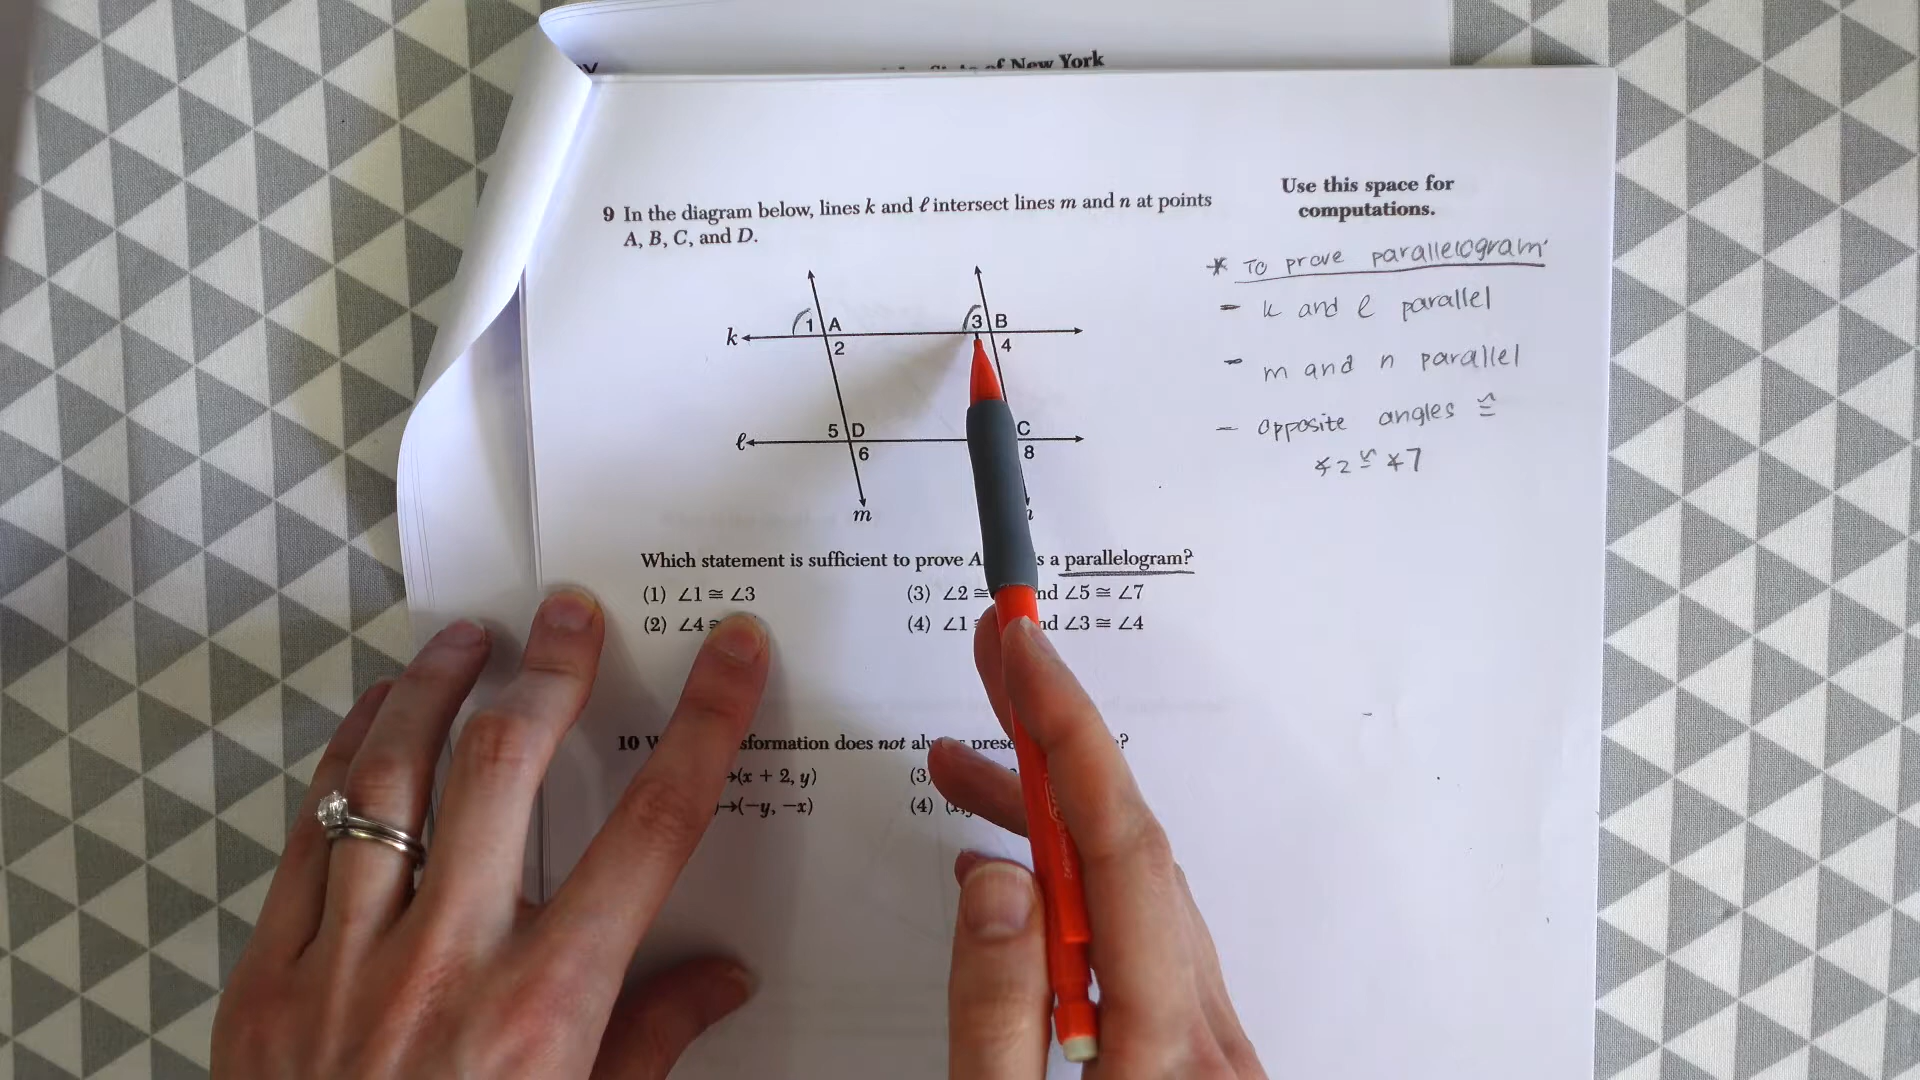 of New York
9 In the diagram below, lines k and ℓ intersect lines m and n at points
A, B, C, and D.
Use this space for
computations.
* To prove parallelogram
- k and l parallel
- m and n parallel
- opposite angles ≅
∡2 ≅ ∡7
1 A
3 B
k
2
4
5 D
C
ℓ
6
8
m
Which statement is sufficient to prove A s a parallelogram?
(1) ∠1 ≅ ∠3
(3) ∠2 ≅ nd ∠5 ≅ ∠7
(2) ∠4
(4) ∠1 nd ∠3 ≅ ∠4
10 sformation does not ?
→(x + 2, y)
(3)
→(−y, −x)
(4)